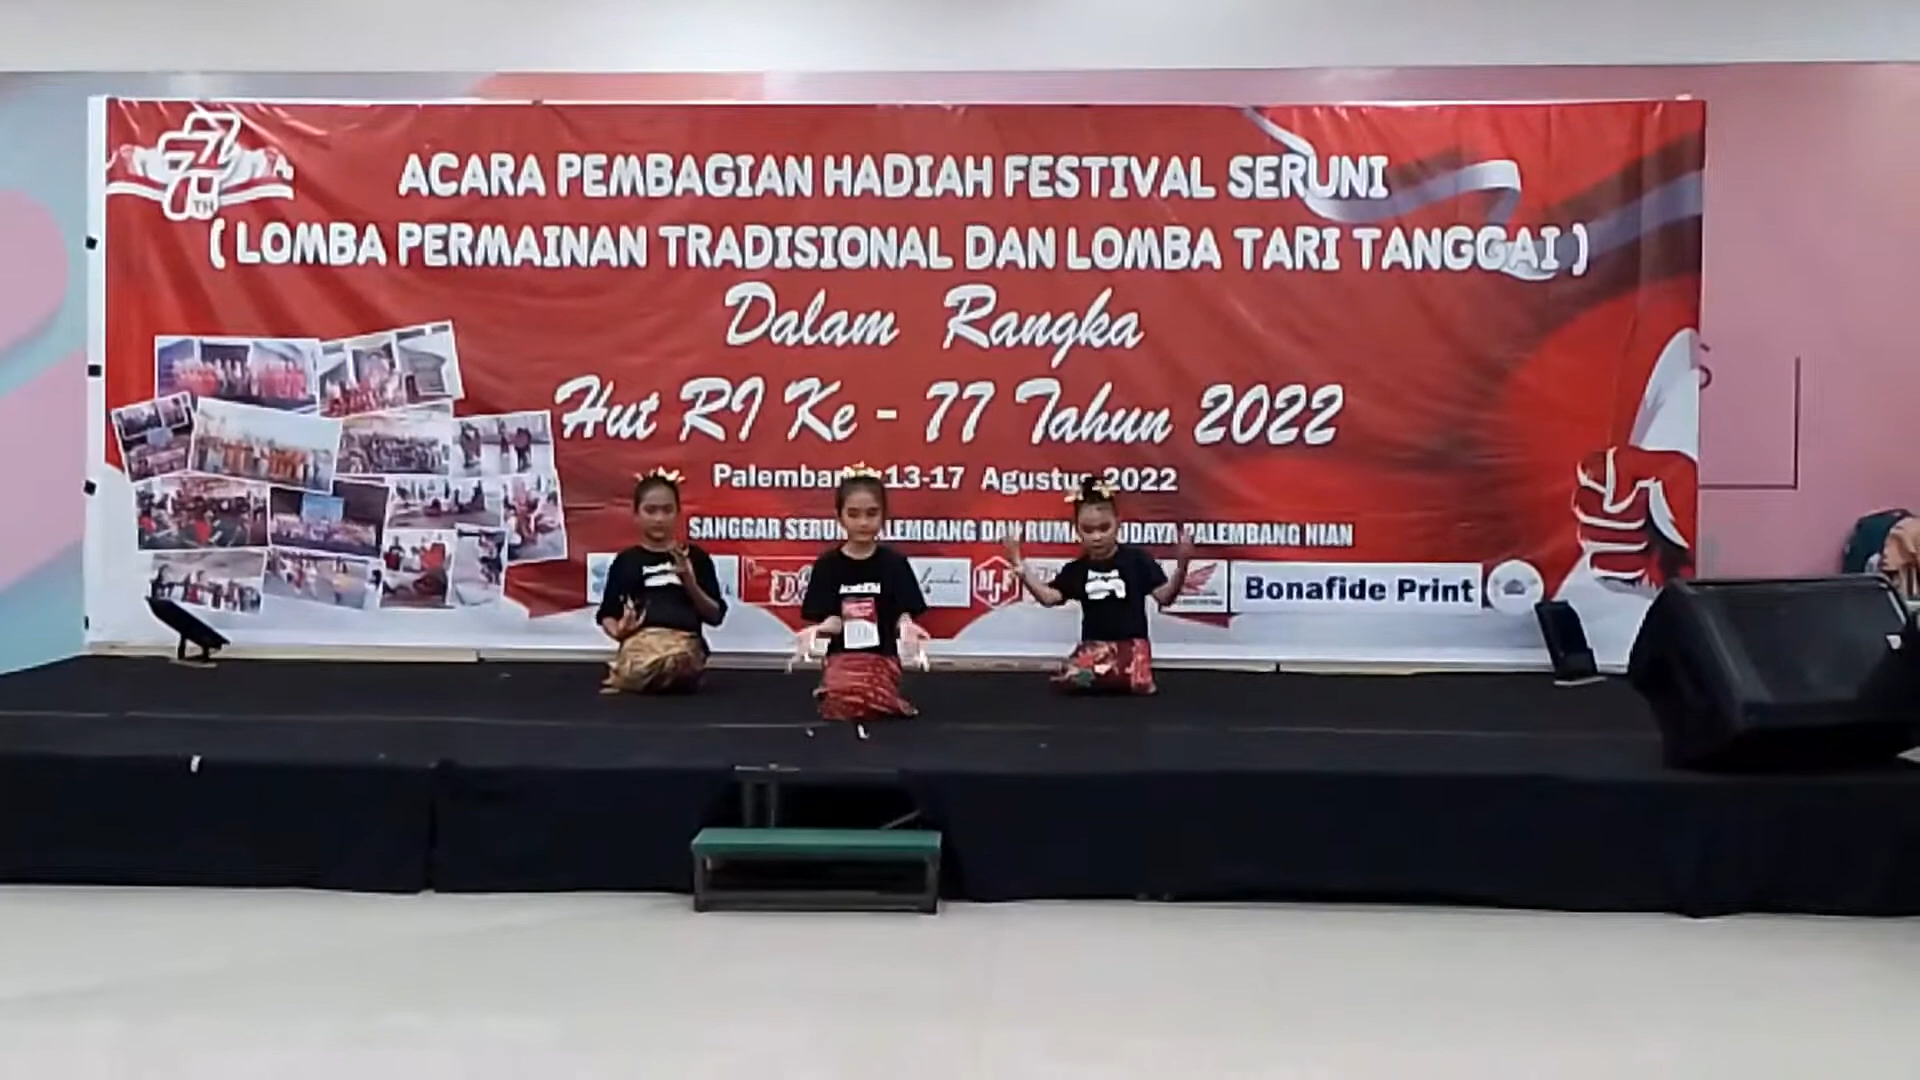 77TH
ACARA PEMBAGIAN HADIAH FESTIVAL SERUNI
( LOMBA PERMAINAN TRADISIONAL DAN LOMBA TARI TANGGAI )
Dalam Rangka
Hut RI Ke - 77 Tahun 2022
13-17 Agustus 2022
SANGGAR DAN PALEMBANG NIAN
Bonafide Print